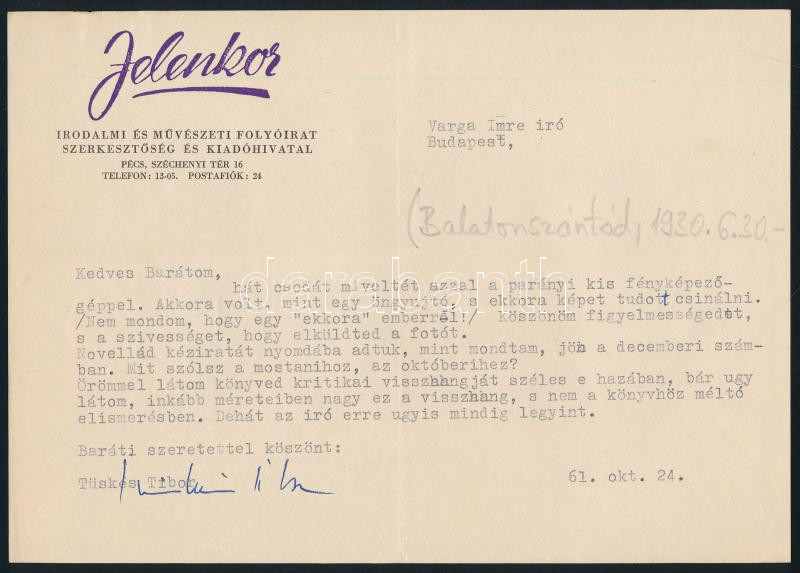 Jelenkor
IRODALMI ÉS MŰVÉSZETI FOLYÓIRAT
SZERKESZTŐSÉG ÉS KIADÓHIVATAL
PÉCS, SZÉCHENYI TÉR 16
TELEFON: 13-05. POSTAFIÓK: 24
Varga Imre iró
Budapest,
(Balatonszántód, 1930. 6. 30.-
Kedves Barátom,
hát csodát miveltét azzal a parányi kis fényképező-
géppel. Akkora volt, mint egy öngyujtó, s ekkora képet tudott csinálni.
/Nem mondom, hogy egy "ekkora" emberről!/ Köszönöm figyelmességedet,
s a szivességet, hogy elküldted a fotót.
Novellád kéziratát nyomdába adtuk, mint mondtam, jön a decemberi szám-
ban. Mit szólsz a mostanihoz, az októberihez?
Örömmel látom könyved kritikai visszhangját széles e hazában, bár ugy
látom, inkább méreteiben nagy ez a visszhang, s nem a könyvhöz méltó
elismerésben. Dehát az iró erre ugyis mindig legyint.
Baráti szeretettel köszönt:
Tüskés Tibor
61. okt. 24.
darabanth